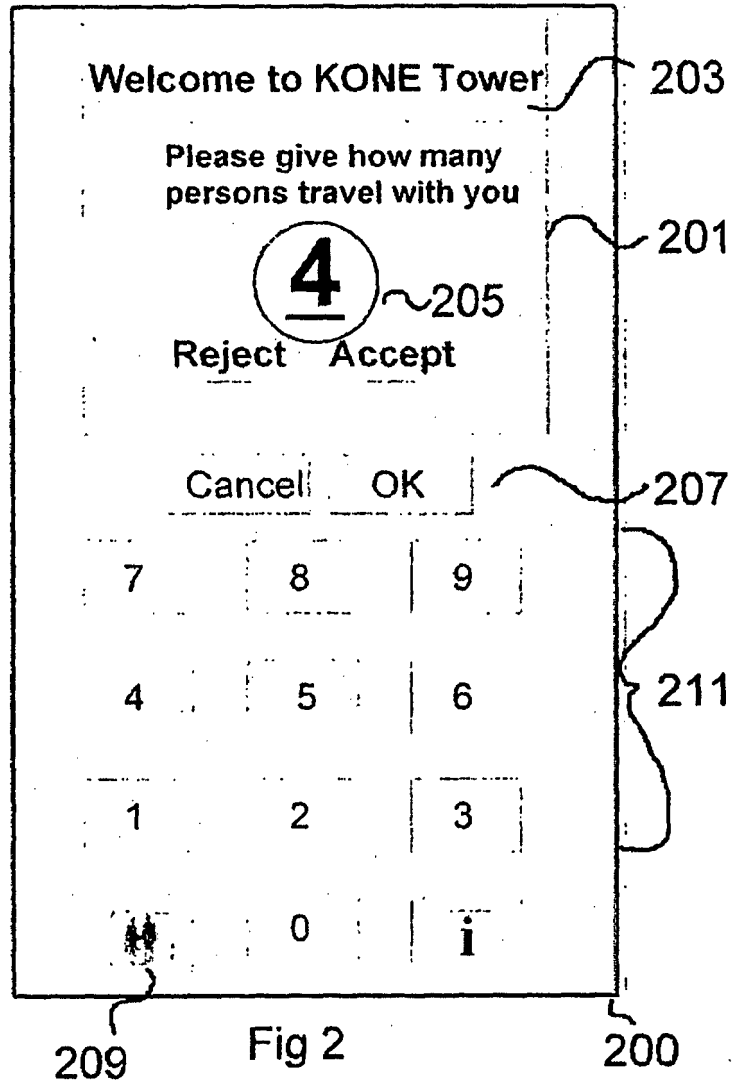 Welcome to KONE Tower 203
Please give how many
persons travel with you
201
4
205
Reject Accept
Cancel OK 207
7 8 9
4 5 6
211
1 2 3
0 i
209 Fig 2 200